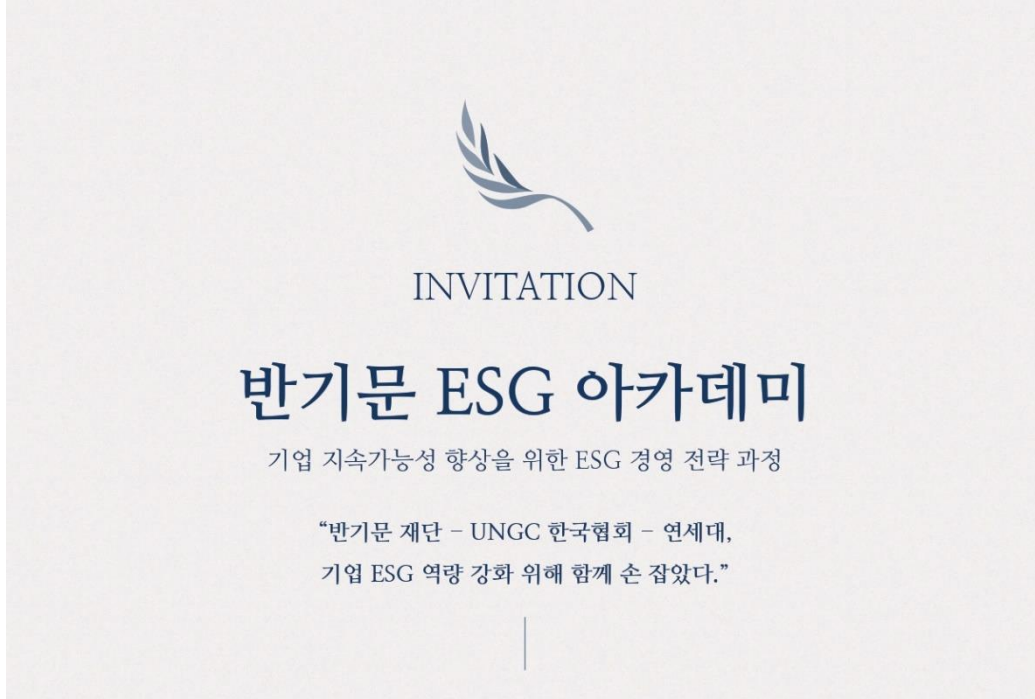 INVITATION
반기문 ESG 아카데미
기업 지속가능성 향상을 위한 ESG 경영 전략 과정
“반기문 재단 – UNGC 한국협회 – 연세대,
기업 ESG 역량 강화 위해 함께 손 잡았다.”